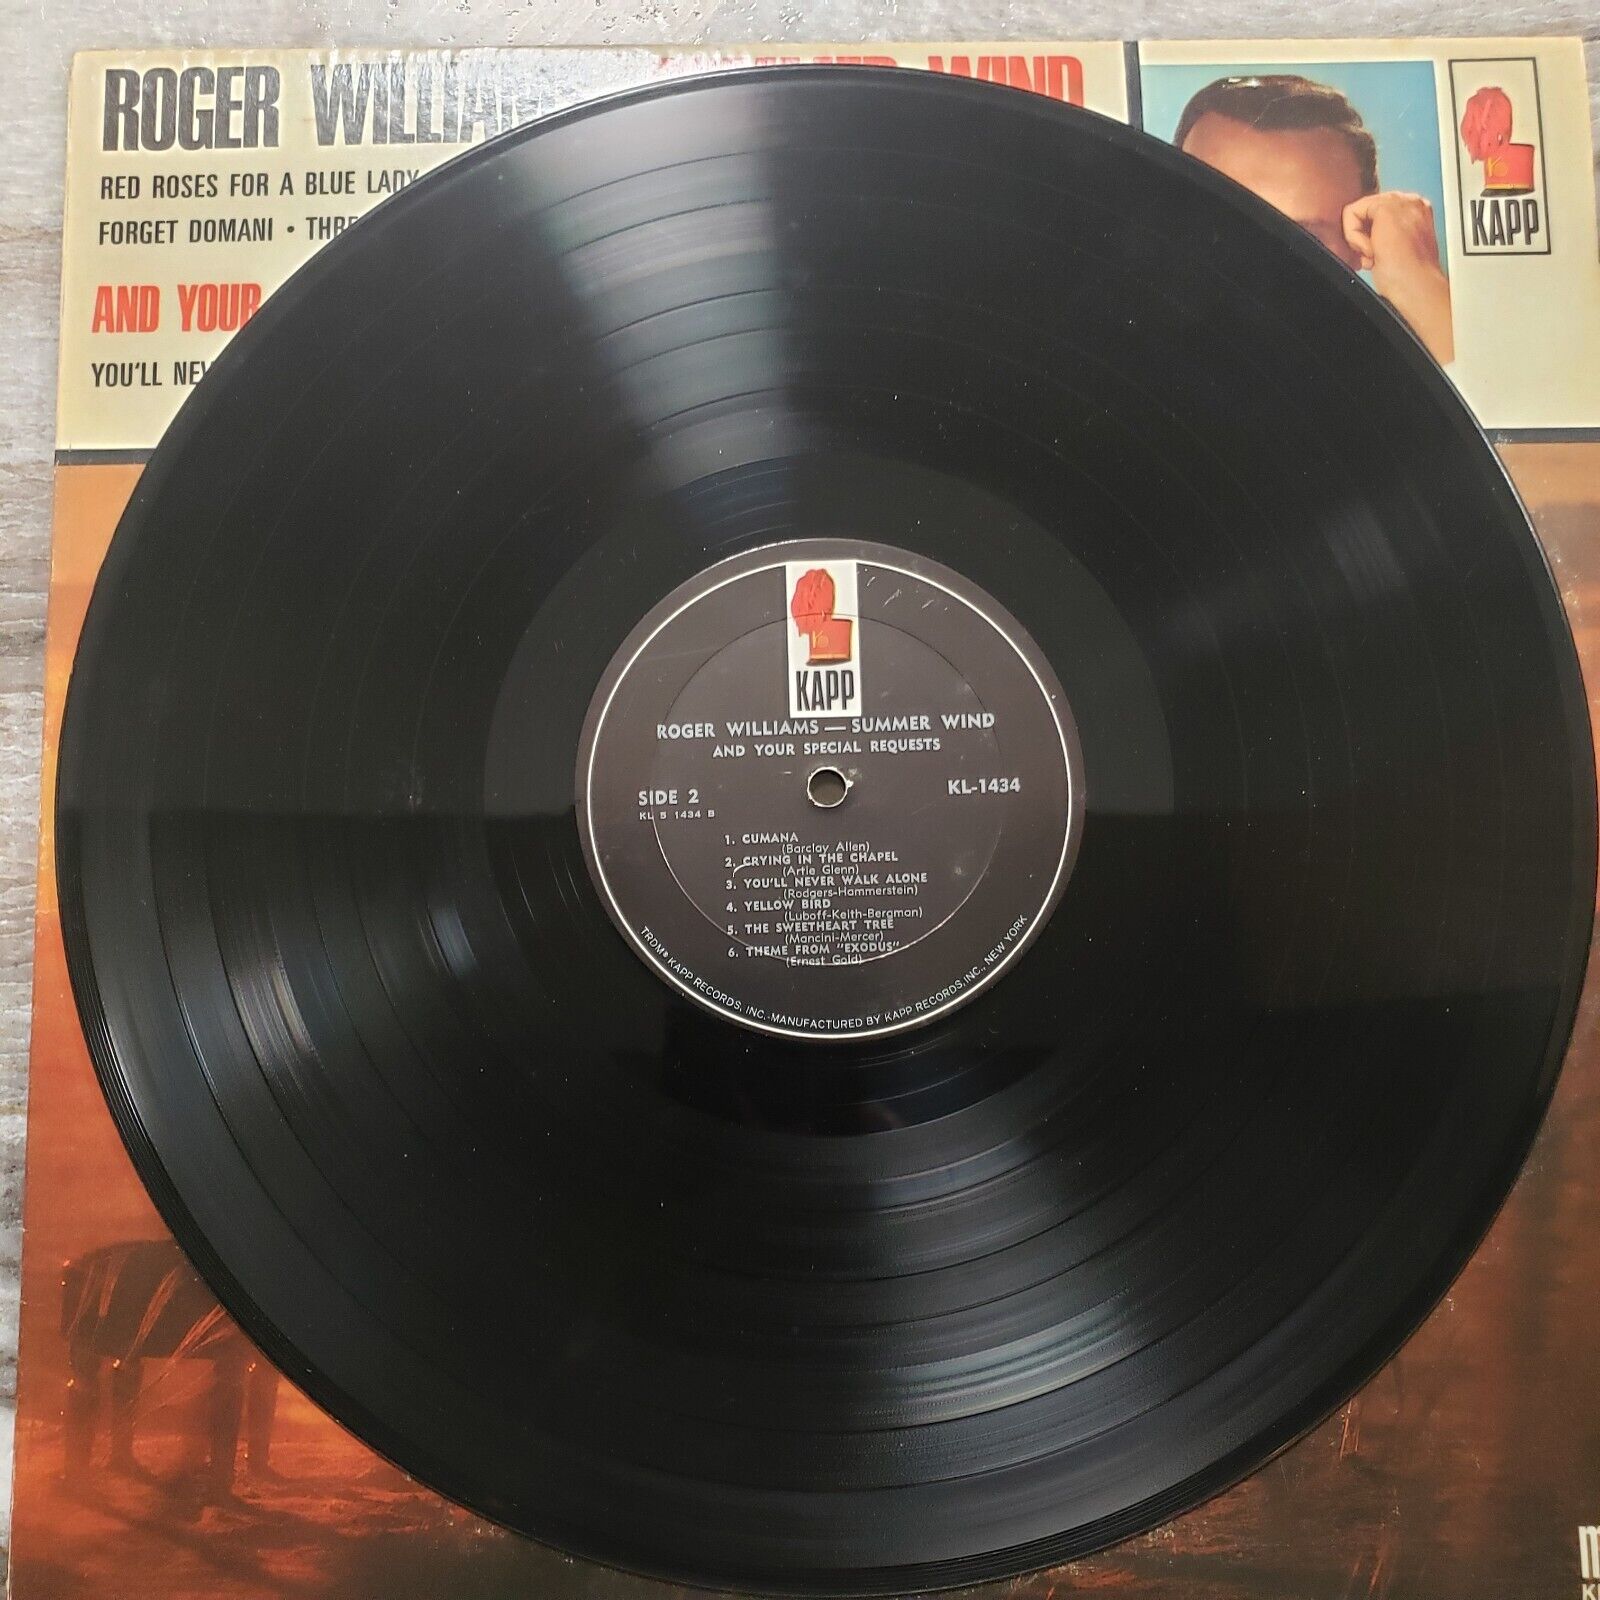 ROGER WILLIAMS WIND
RED ROSES FOR A BLUE LADY
FORGET DOMANI •
AND YOUR
YOU'LL
KAPP
KAPP
ROGER WILLIAMS — SUMMER WIND
AND YOUR SPECIAL REQUESTS
SIDE 2
KL-1434
KL 5 1434 B
1. CUMANA
(Barclay Allen)
2. CRYING IN THE CHAPEL
(Artie Glenn)
3. YOU'LL NEVER WALK ALONE
(Rodgers-Hammerstein)
4. YELLOW BIRD
(Luboff-Keith-Bergman)
5. THE SWEETHEART TREE
(Mancini-Mercer)
6. THEME FROM "EXODUS"
(Ernest Gold)
TRDM® KAPP RECORDS, INC.-MANUFACTURED BY KAPP RECORDS, INC., NEW YORK